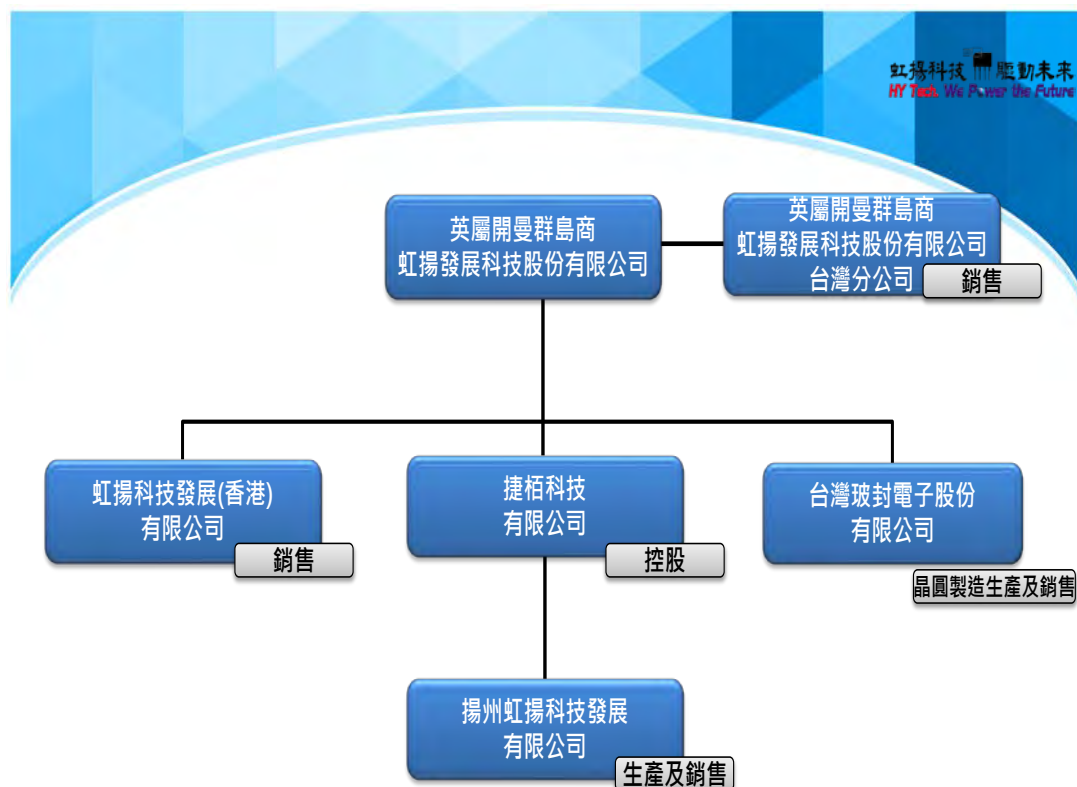 虹揚科技 驅動未來
HY Tech. We Power the Future
英屬開曼群島商
虹揚發展科技股份有限公司
英屬開曼群島商
虹揚發展科技股份有限公司
台灣分公司
銷售
虹揚科技發展(香港)
有限公司
銷售
捷栢科技
有限公司
控股
台灣玻封電子股份
有限公司
晶圓製造生產及銷售
揚州虹揚科技發展
有限公司
生產及銷售